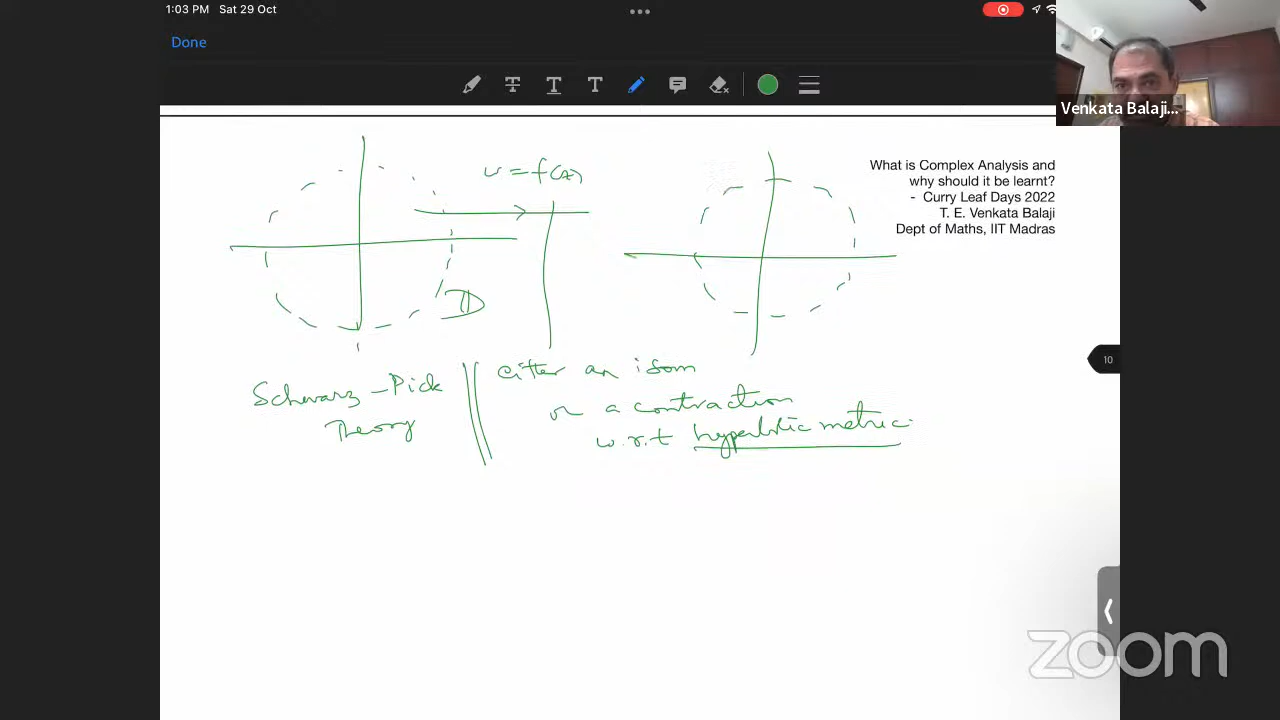 1:03 PM Sat 29 Oct
Done
Venkata Balaji...
What is Complex Analysis and
why should it be learnt?
- Curry Leaf Days 2022
T. E. Venkata Balaji
Dept of Maths, IIT Madras
w = f(z)
D
10
Schwarz-Pick
Theory
either an isom
or a contraction
w.r.t hyperbolic metric.
zoom